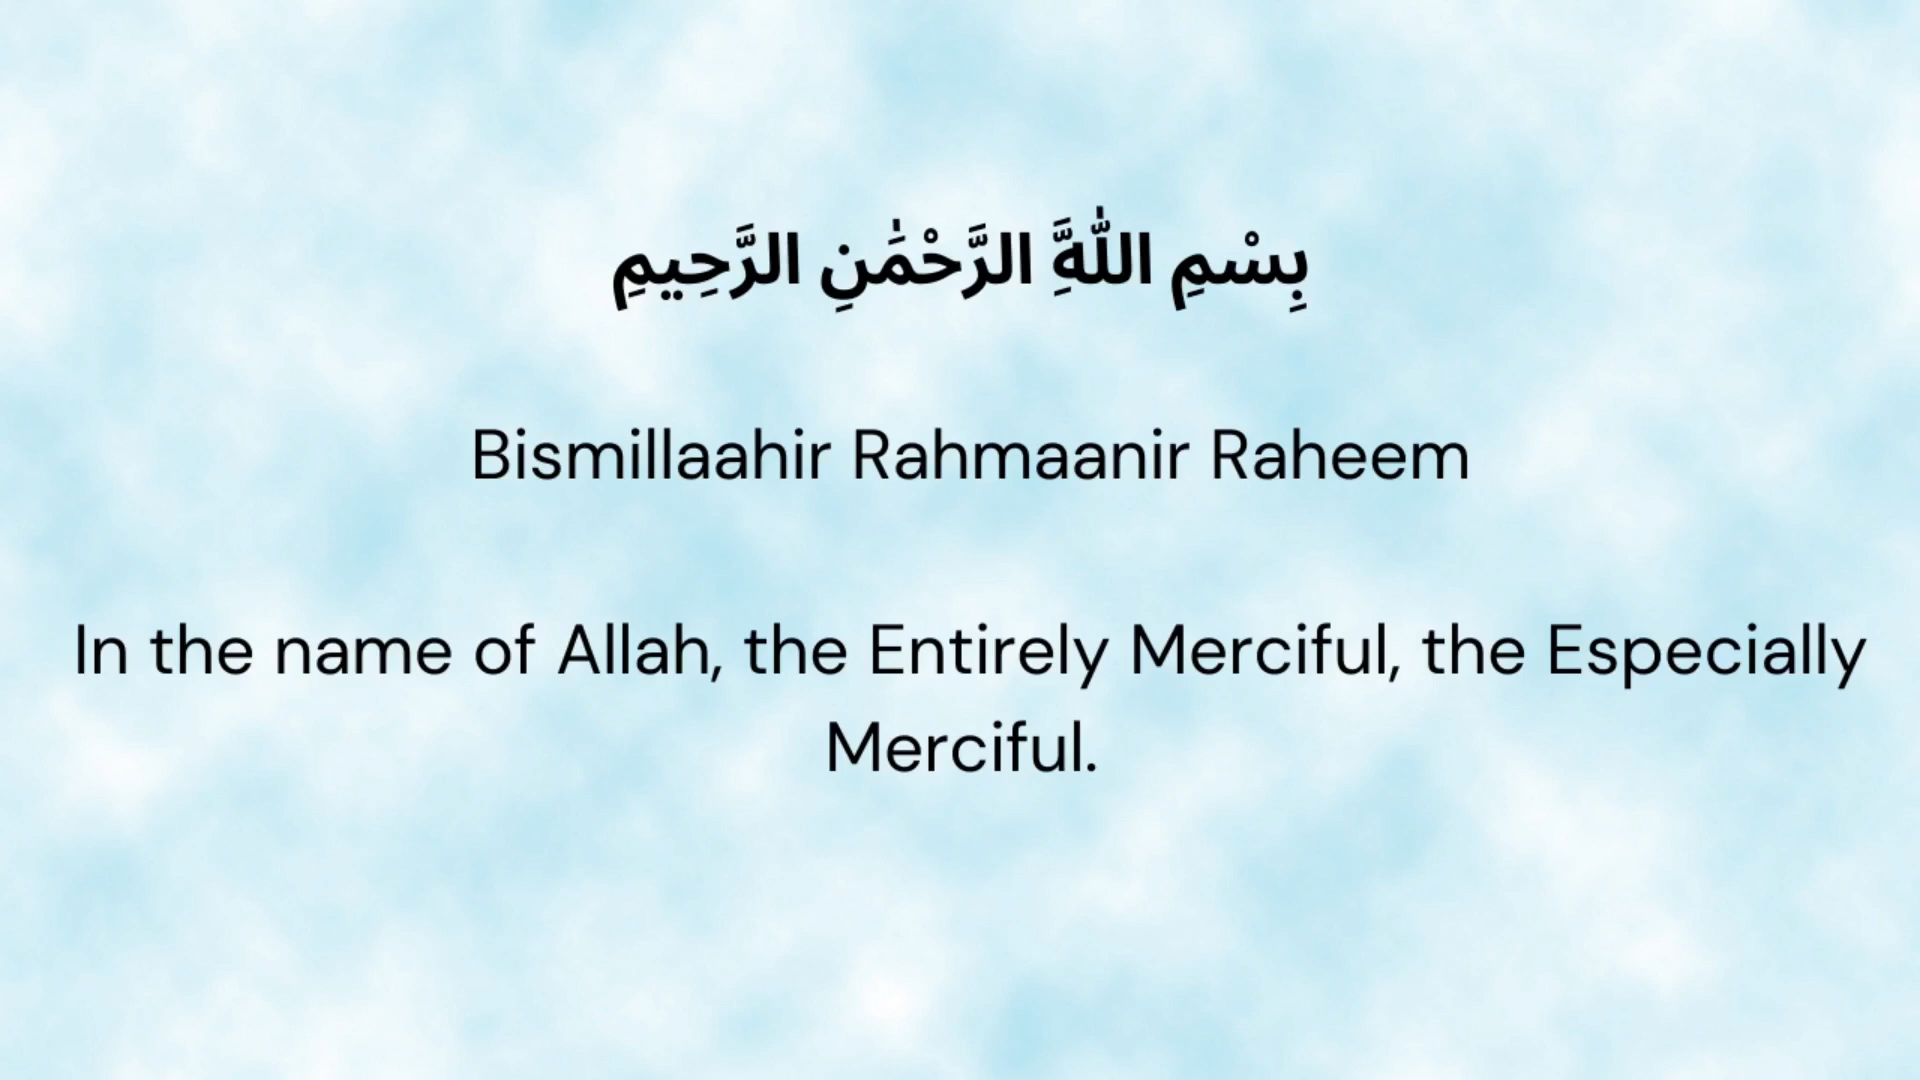 بِسْمِ اللّٰهَِّ الرَّحْمَٰنِ الرَّحِيمِ
Bismillaahir Rahmaanir Raheem
In the name of Allah, the Entirely Merciful, the Especially
Merciful.